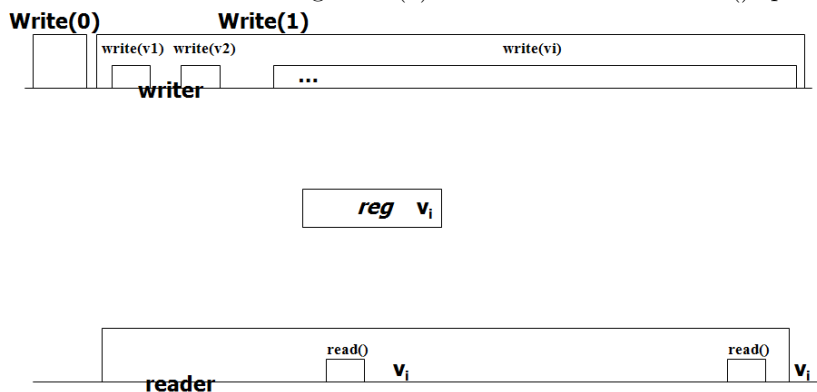 Write(0) Write(1)
write(v1) write(v2) write(vi)
...
writer
reg vi
read() read()
vi vi
reader